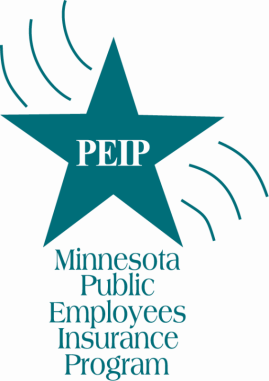 PEIP
Minnesota
Public
Employees
Insurance
Program